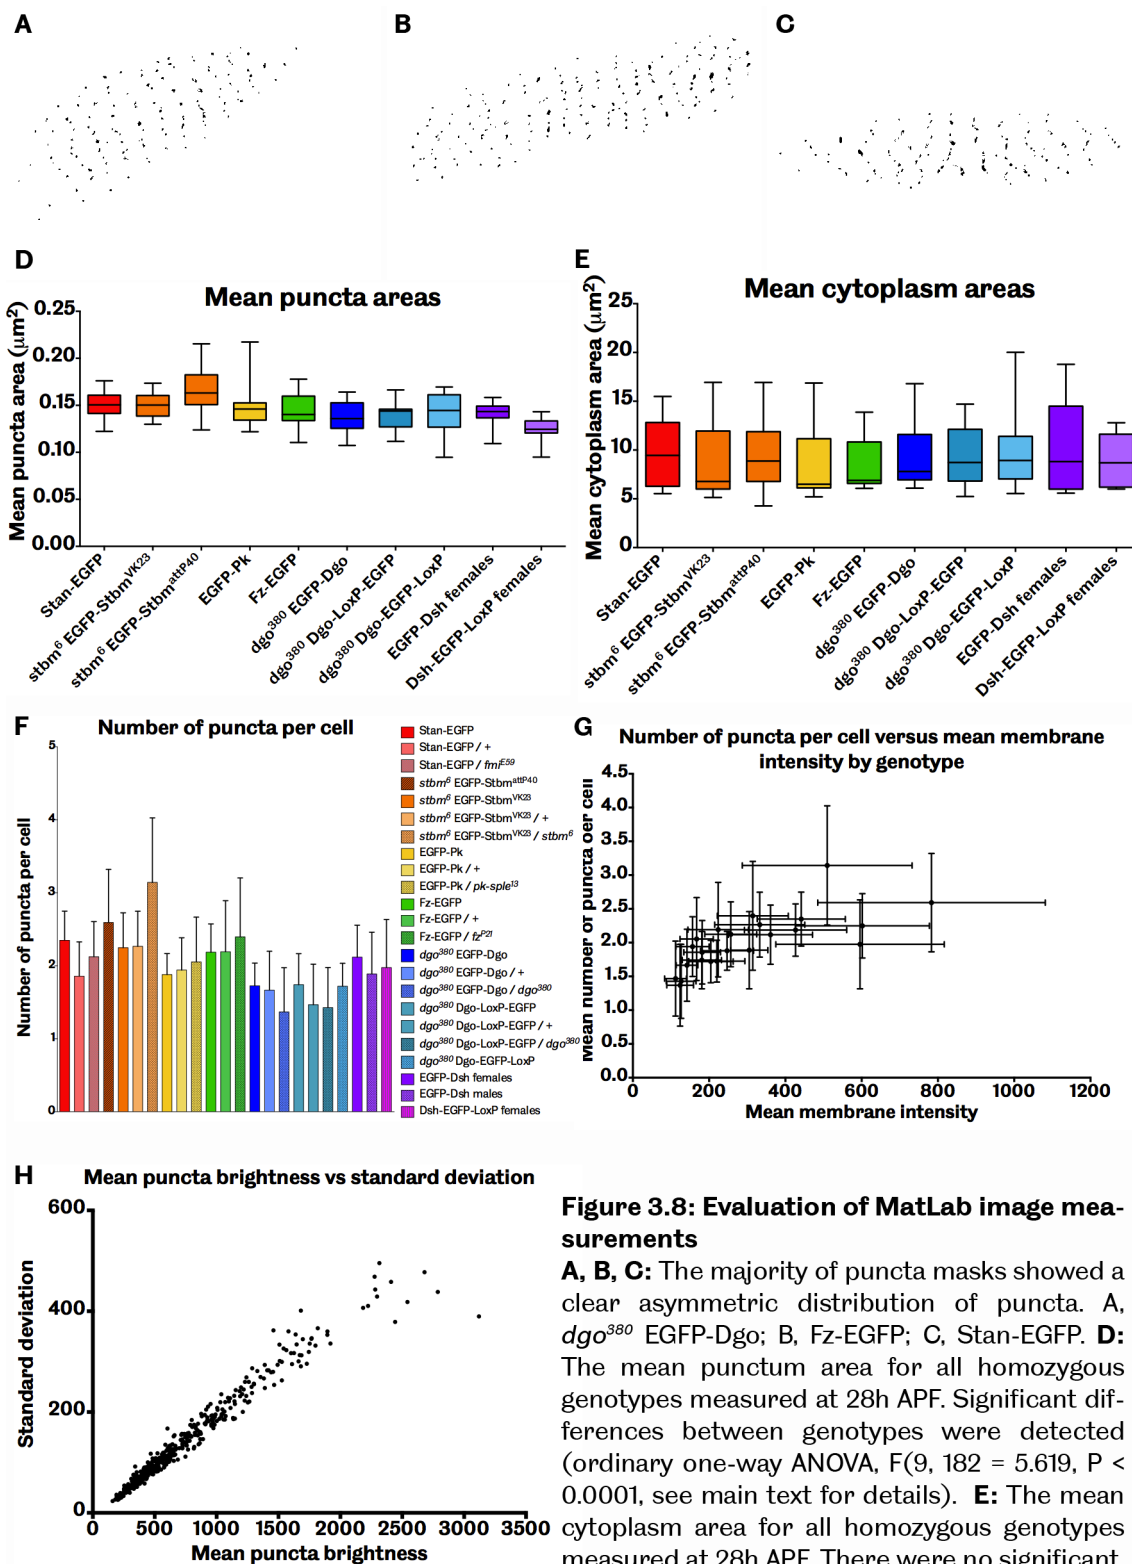 A
B
C
D
Mean puncta areas
Mean puncta area (μm²)
0.25
0.20
0.15
0.10
0.05
0.00
Stan-EGFP
stbm⁶ EGFP-Stbm^VK23
stbm⁶ EGFP-Stbm^attP40
EGFP-Pk
Fz-EGFP
dgo³⁸⁰ EGFP-Dgo
dgo³⁸⁰ Dgo-LoxP-EGFP
dgo³⁸⁰ Dgo-EGFP-LoxP
EGFP-Dsh females
Dsh-EGFP-LoxP females
E
Mean cytoplasm areas
Mean cytoplasm area (μm²)
25
20
15
10
5
0
Stan-EGFP
stbm⁶ EGFP-Stbm^VK23
stbm⁶ EGFP-Stbm^attP40
EGFP-Pk
Fz-EGFP
dgo³⁸⁰ EGFP-Dgo
dgo³⁸⁰ Dgo-LoxP-EGFP
dgo³⁸⁰ Dgo-EGFP-LoxP
EGFP-Dsh females
Dsh-EGFP-LoxP females
F
Number of puncta per cell
Number of puncta per cell
5
4
3
2
1
0
Stan-EGFP
Stan-EGFP / +
Stan-EGFP / fmi^E59
stbm⁶ EGFP-Stbm^attP40
stbm⁶ EGFP-Stbm^VK23
stbm⁶ EGFP-Stbm^VK23 / +
stbm⁶ EGFP-Stbm^VK23 / stbm⁶
EGFP-Pk
EGFP-Pk / +
EGFP-Pk / pk-sple¹³
Fz-EGFP
Fz-EGFP / +
Fz-EGFP / fz^P21
dgo³⁸⁰ EGFP-Dgo
dgo³⁸⁰ EGFP-Dgo / +
dgo³⁸⁰ EGFP-Dgo / dgo³⁸⁰
dgo³⁸⁰ Dgo-LoxP-EGFP
dgo³⁸⁰ Dgo-LoxP-EGFP / +
dgo³⁸⁰ Dgo-LoxP-EGFP / dgo³⁸⁰
dgo³⁸⁰ Dgo-EGFP-LoxP
EGFP-Dsh females
EGFP-Dsh males
Dsh-EGFP-LoxP females
G
Number of puncta per cell versus mean membrane
intensity by genotype
Mean number of puncta per cell
4.5
4.0
3.5
3.0
2.5
2.0
1.5
1.0
0.5
0.0
0 200 400 600 800 1000 1200
Mean membrane intensity
H
Mean puncta brightness vs standard deviation
Standard deviation
600
400
200
0
0 500 1000 1500 2000 2500 3000 3500
Mean puncta brightness
Figure 3.8: Evaluation of MatLab image mea-
surements
A, B, C: The majority of puncta masks showed a
clear asymmetric distribution of puncta. A,
dgo³⁸⁰ EGFP-Dgo; B, Fz-EGFP; C, Stan-EGFP. D:
The mean punctum area for all homozygous
genotypes measured at 28h APF. Significant dif-
ferences between genotypes were detected
(ordinary one-way ANOVA, F(9, 182 = 5.619, P <
0.0001, see main text for details). E: The mean
cytoplasm area for all homozygous genotypes
measured at 28h APF. There were no significant